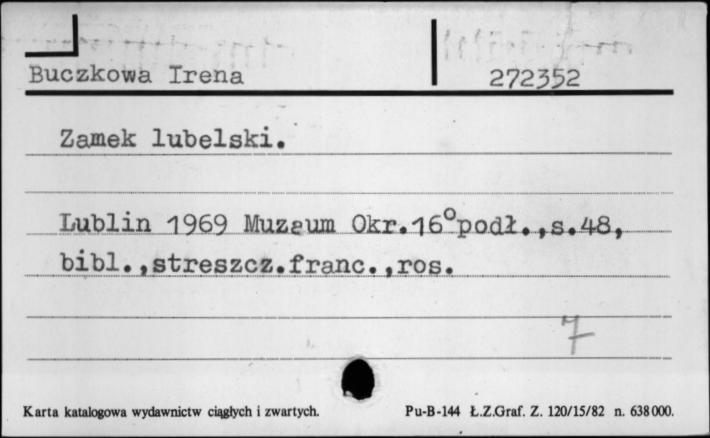 Buczkowa Irena 272352
Zamek lubelski.
Lublin 1969 Muzeum Okr.16°podł.,s.48,
bibl.,streszcz.franc.,ros.
7
Karta katalogowa wydawnictw ciągłych i zwartych. Pu-B-144 Ł.Z.Graf. Z. 120/15/82 n. 638000.